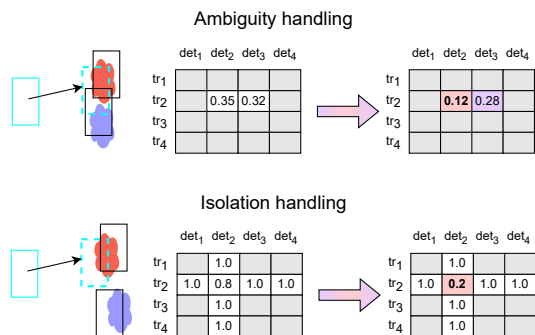 Ambiguity handling
det1 det2 det3 det4 det1 det2 det3 det4
tr1 tr1
tr2 0.35 0.32 tr2 0.12 0.28
tr3 tr3
tr4 tr4
Isolation handling
det1 det2 det3 det4 det1 det2 det3 det4
tr1 1.0 tr1 1.0
tr2 1.0 0.8 1.0 1.0 tr2 1.0 0.2 1.0 1.0
tr3 1.0 tr3 1.0
tr4 1.0 tr4 1.0